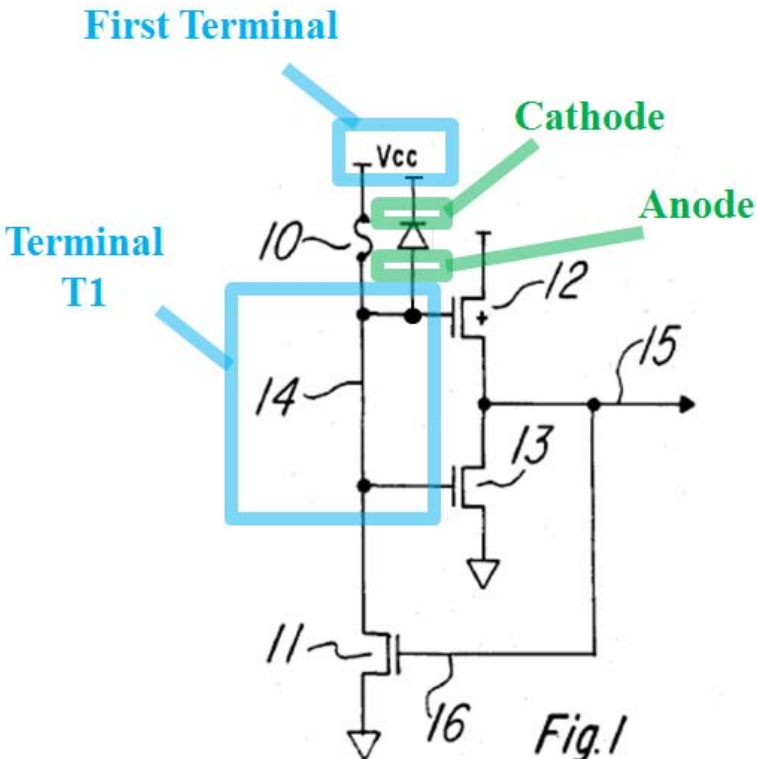 First Terminal
Cathode
Vcc
Anode
Terminal
T1
10
12
15
14
13
11
16
Fig.1